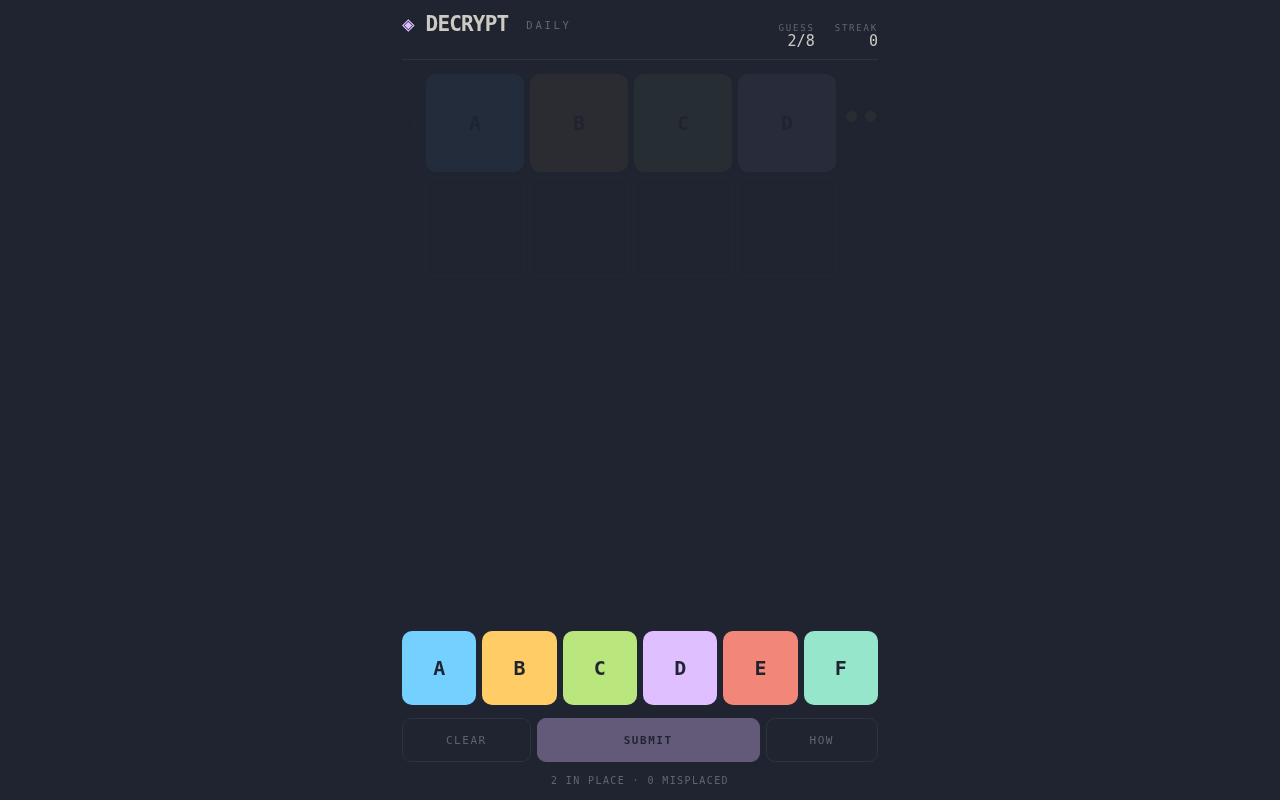 ◈ DECRYPT DAILY
GUESS STREAK
2/8 0
A B C D
A B C D E F
CLEAR SUBMIT HOW
2 IN PLACE · 0 MISPLACED